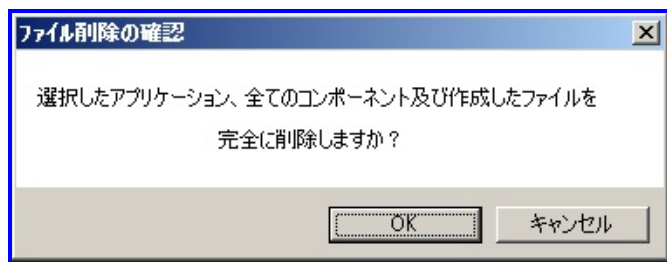 ファイル削除の確認
選択したアプリケーション、全てのコンポーネント及び作成したファイルを
完全に削除しますか？
OK キャンセル